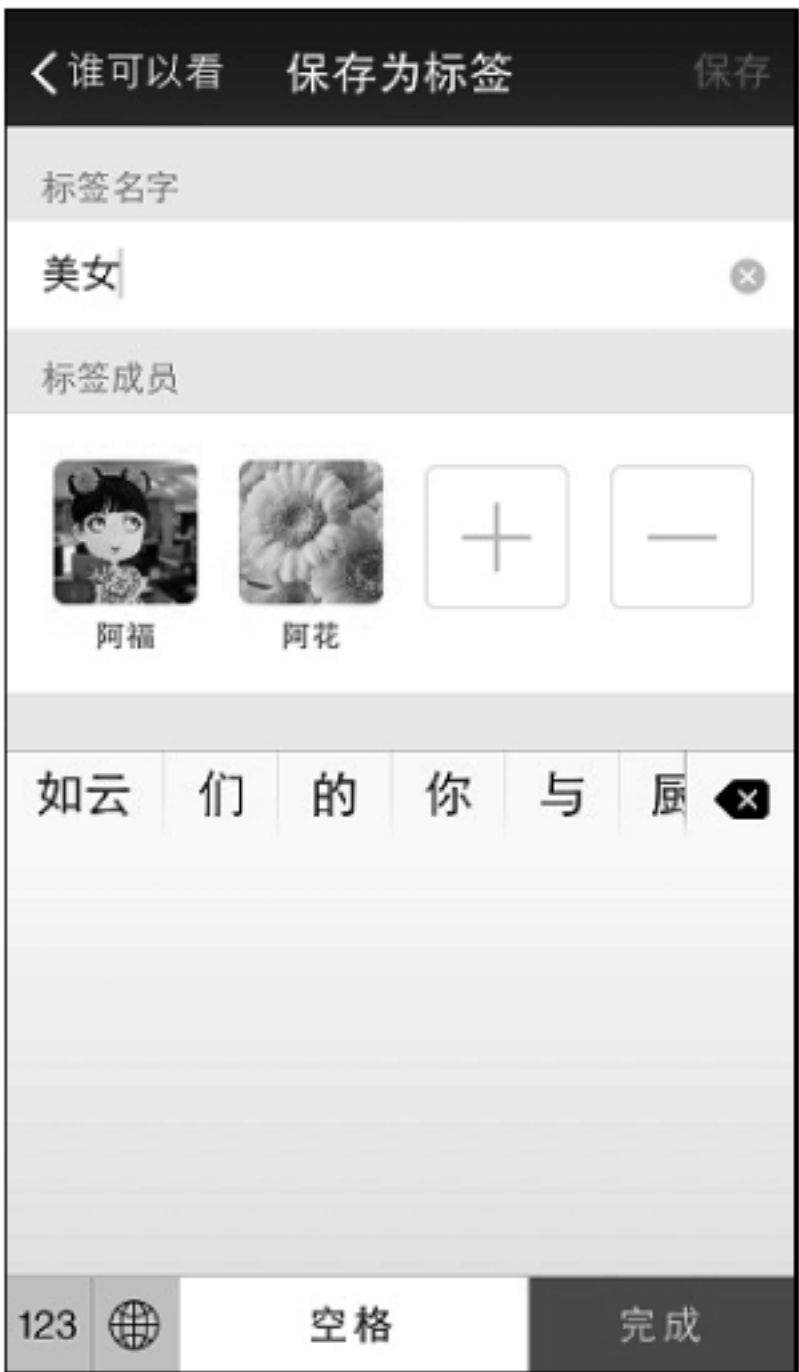 谁可以看 保存为标签 保存
标签名字
美女
标签成员
阿福 阿花
如云 们 的 你 与 厨
123 空格 完成